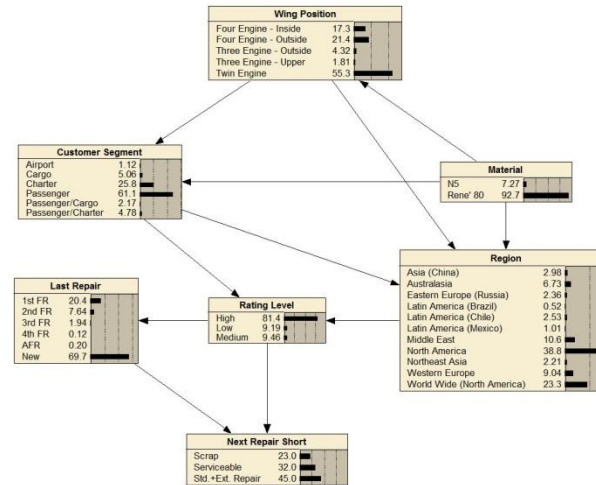 Wing Position
Four Engine - Inside 17.3
Four Engine - Outside 21.4
Three Engine - Outside 4.32
Three Engine - Upper 1.81
Twin Engine 55.3
Customer Segment
Airport 1.12
Cargo 5.06
Charter 25.8
Passenger 61.1
Passenger/Cargo 2.17
Passenger/Charter 4.78
Material
N5 7.27
Rene' 80 92.7
Region
Asia (China) 2.98
Australasia 6.73
Eastern Europe (Russia) 2.36
Latin America (Brazil) 0.52
Latin America (Chile) 2.53
Latin America (Mexico) 1.01
Middle East 10.6
North America 38.8
Northeast Asia 2.21
Western Europe 9.04
World Wide (North America) 23.3
Last Repair
1st FR 20.4
2nd FR 7.64
3rd FR 1.94
4th FR 0.12
AFR 0.20
New 69.7
Rating Level
High 81.4
Low 9.19
Medium 9.46
Next Repair Short
Scrap 23.0
Serviceable 32.0
Std.+Ext. Repair 45.0